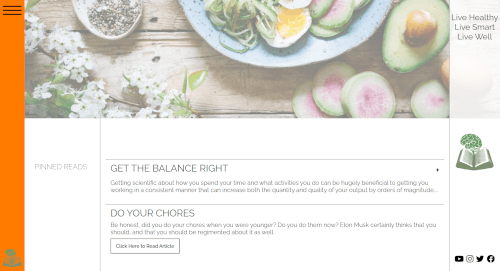 Live Healthy
Live Smart
Live Well
PINNED READS
GET THE BALANCE RIGHT
Getting scientific about how you spend your time and what activities you do can be hugely beneficial to getting you
working in a consistent manner that can increase both the quantity and quality of your output by orders of magnitude...
DO YOUR CHORES
Be honest, did you do your chores when you were younger? Do you do them now? Elon Musk certainly thinks that you
should, and that you should be regmented about it as well
Click Here to Read Article